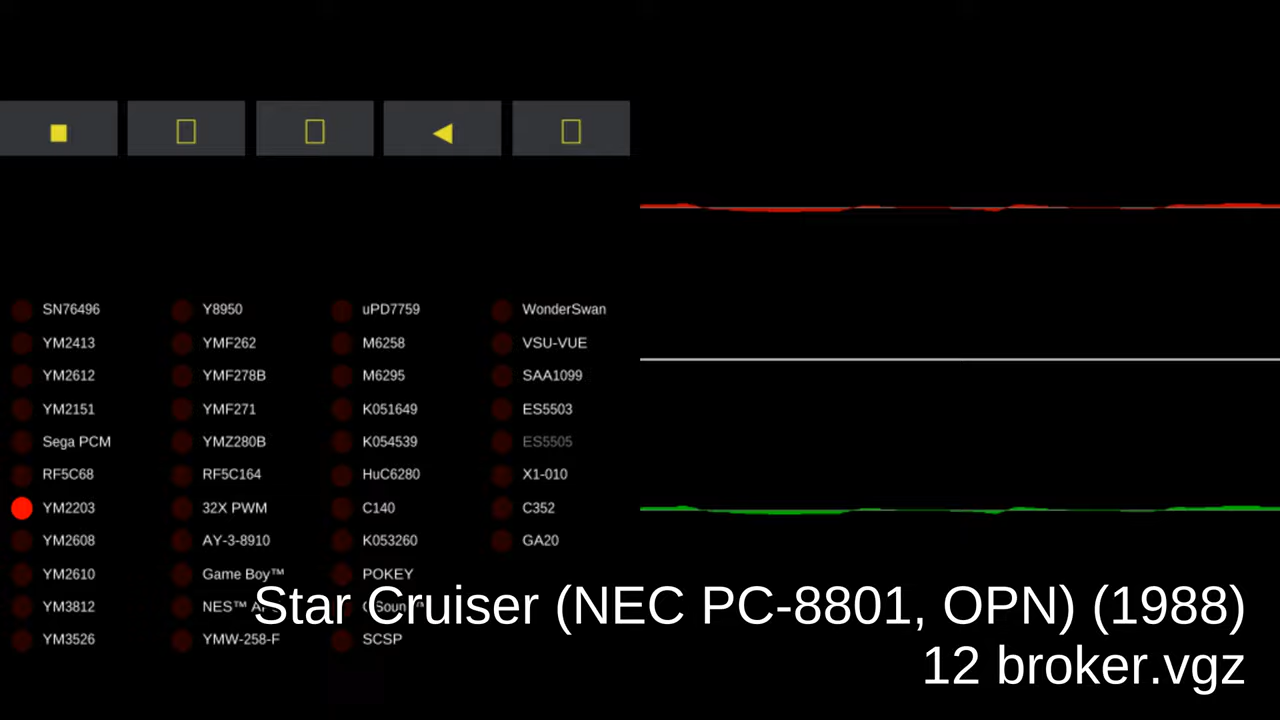 SN76496 Y8950 uPD7759 WonderSwan
YM2413 YMF262 M6258 VSU-VUE
YM2612 YMF278B M6295 SAA1099
YM2151 YMF271 K051649 ES5503
Sega PCM YMZ280B K054539 ES5505
RF5C68 RF5C164 HuC6280 X1-010
YM2203 32X PWM C140 C352
YM2608 AY-3-8910 K053260 GA20
YM2610 Game Boy™ POKEY
YM3812 NES™
YM3526 YMW-258-F SCSP
Star Cruiser (NEC PC-8801, OPN) (1988)
12 broker.vgz